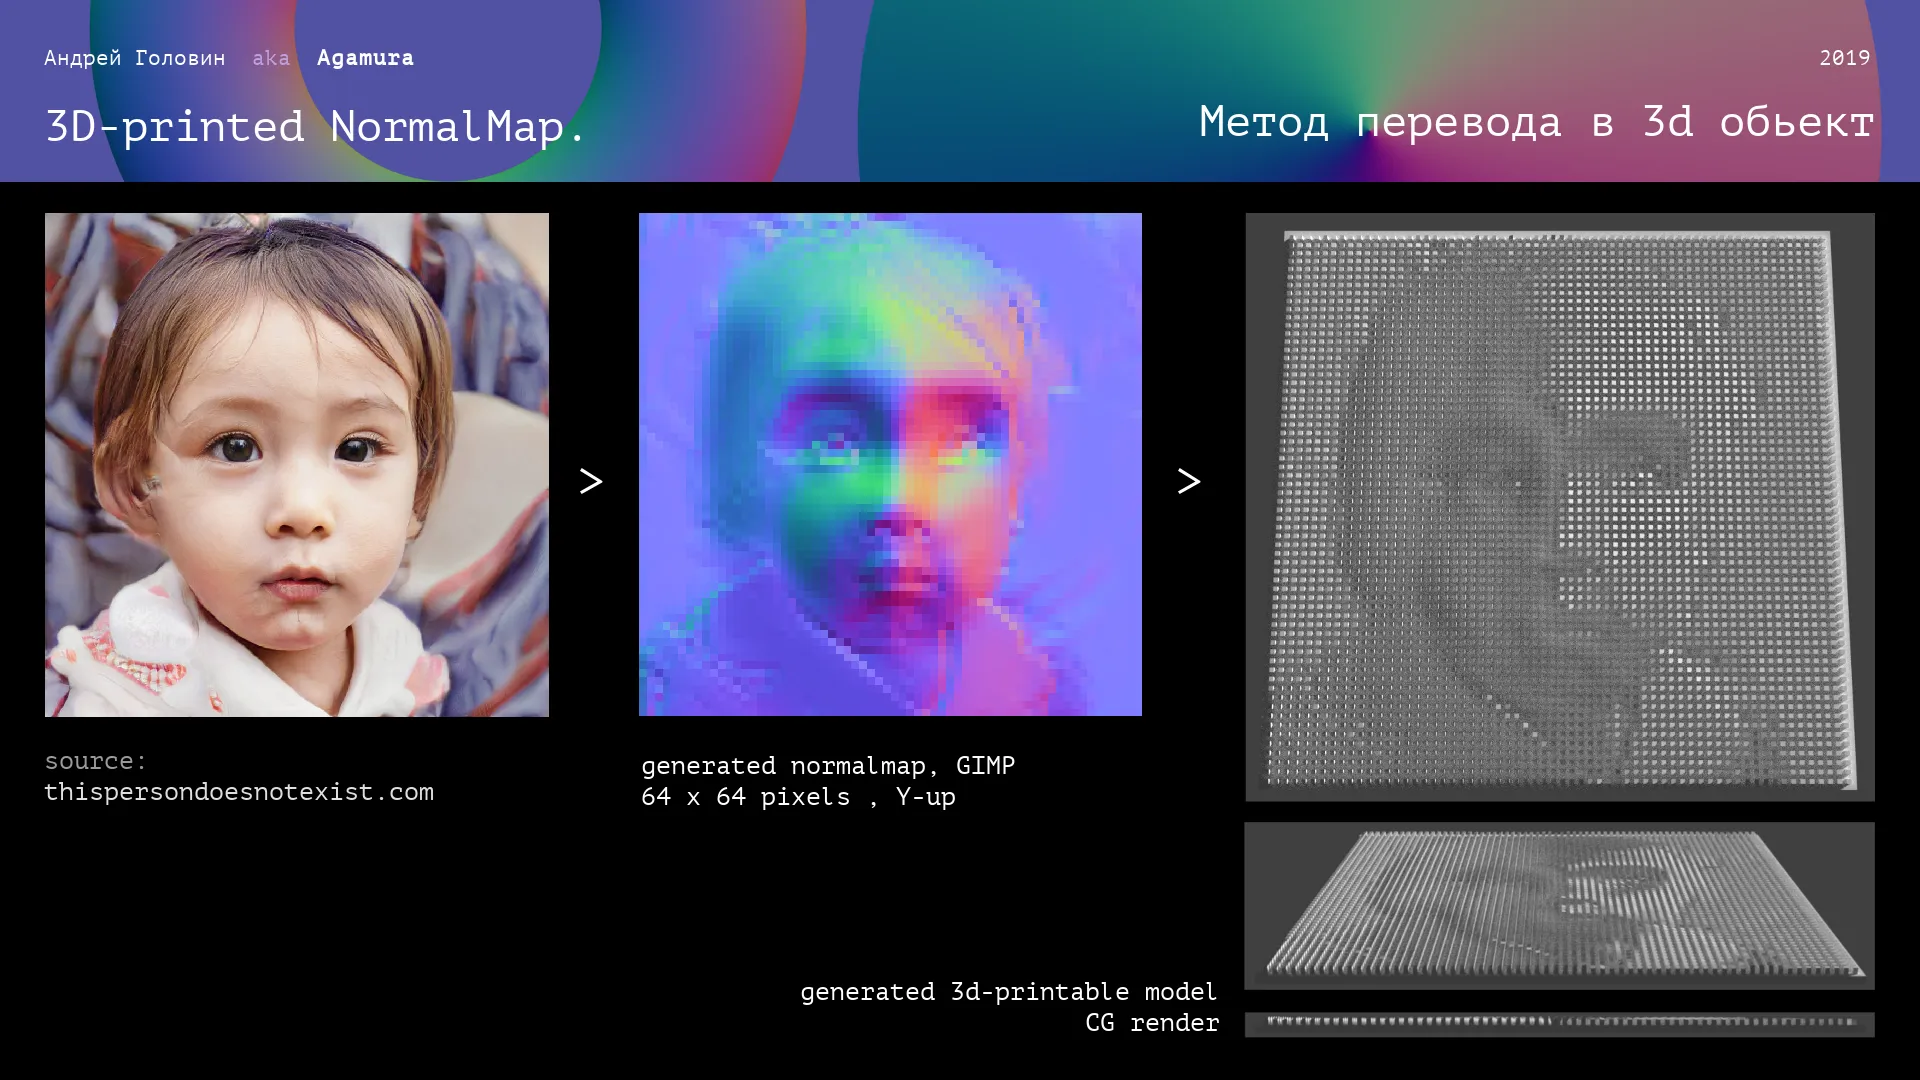 Андрей Головин aka Agamura
2019
3D-printed NormalMap.
Метод перевода в 3d обьект
>
>
source:
thispersondoesnotexist.com
generated normalmap, GIMP
64 x 64 pixels , Y-up
generated 3d-printable model
CG render